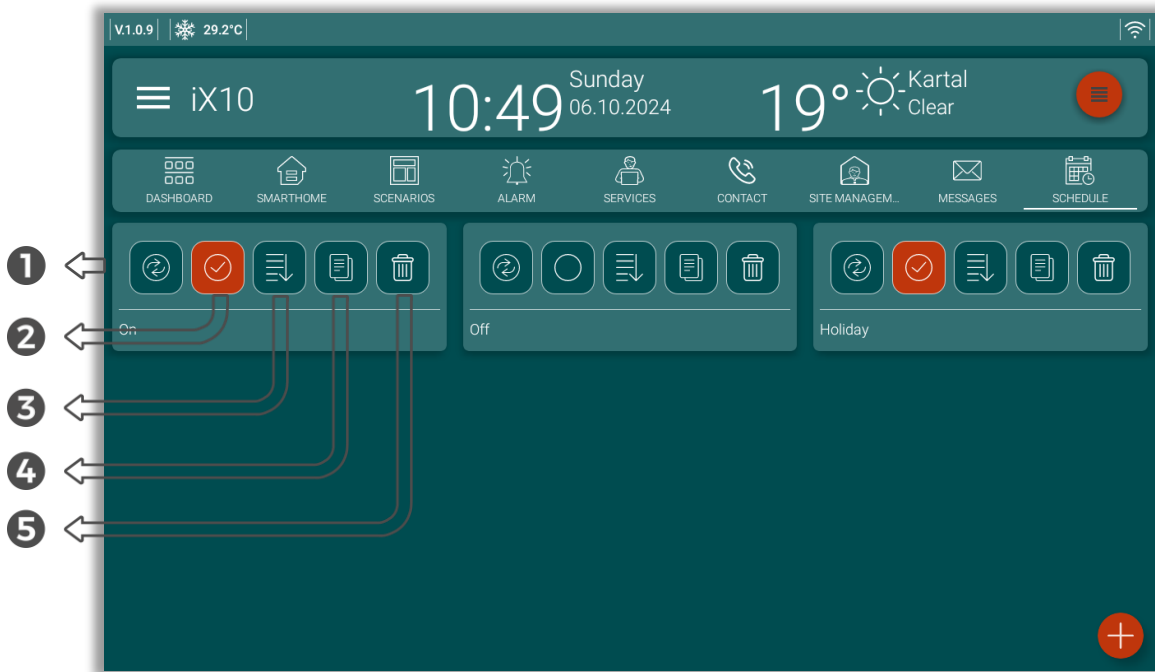 V.1.0.9 29.2°C
iX10
10:49
Sunday
06.10.2024
19°
Kartal
Clear
DASHBOARD SMARTHOME SCENARIOS ALARM SERVICES CONTACT SITE MANAGEM... MESSAGES SCHEDULE
1
2
On Off Holiday
3
4
5